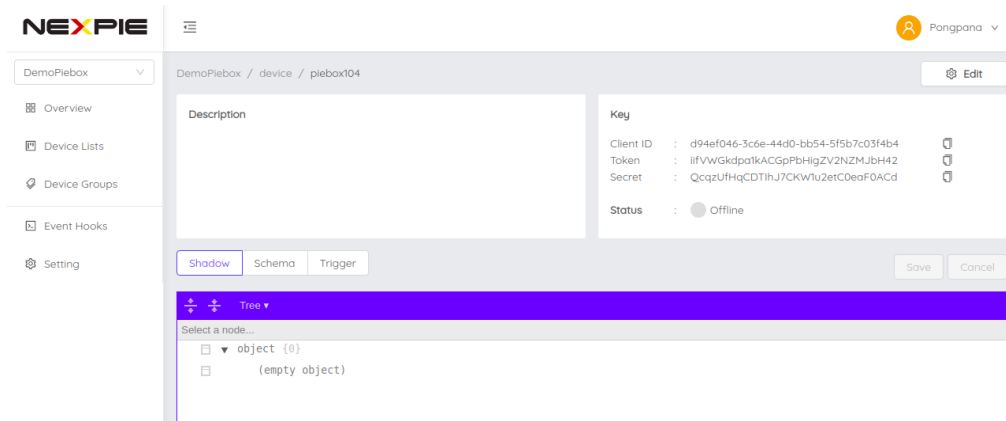 NEXPIE
Pongpana
DemoPiebox
DemoPiebox / device / piebox104
Edit
Overview
Device Lists
Device Groups
Event Hooks
Setting
Description
Key
Client ID : d94ef046-3c6e-44d0-bb54-5f5b7c03f4b4
Token : iifVWGkdpa1kACGpPbHigZV2NZMJbH42
Secret : QcqzUfHqCDTIhJ7CKW1u2etC0eaF0ACd
Status : Offline
Shadow Schema Trigger
Save Cancel
Tree ▾
Select a node...
▼ object {0}
(empty object)